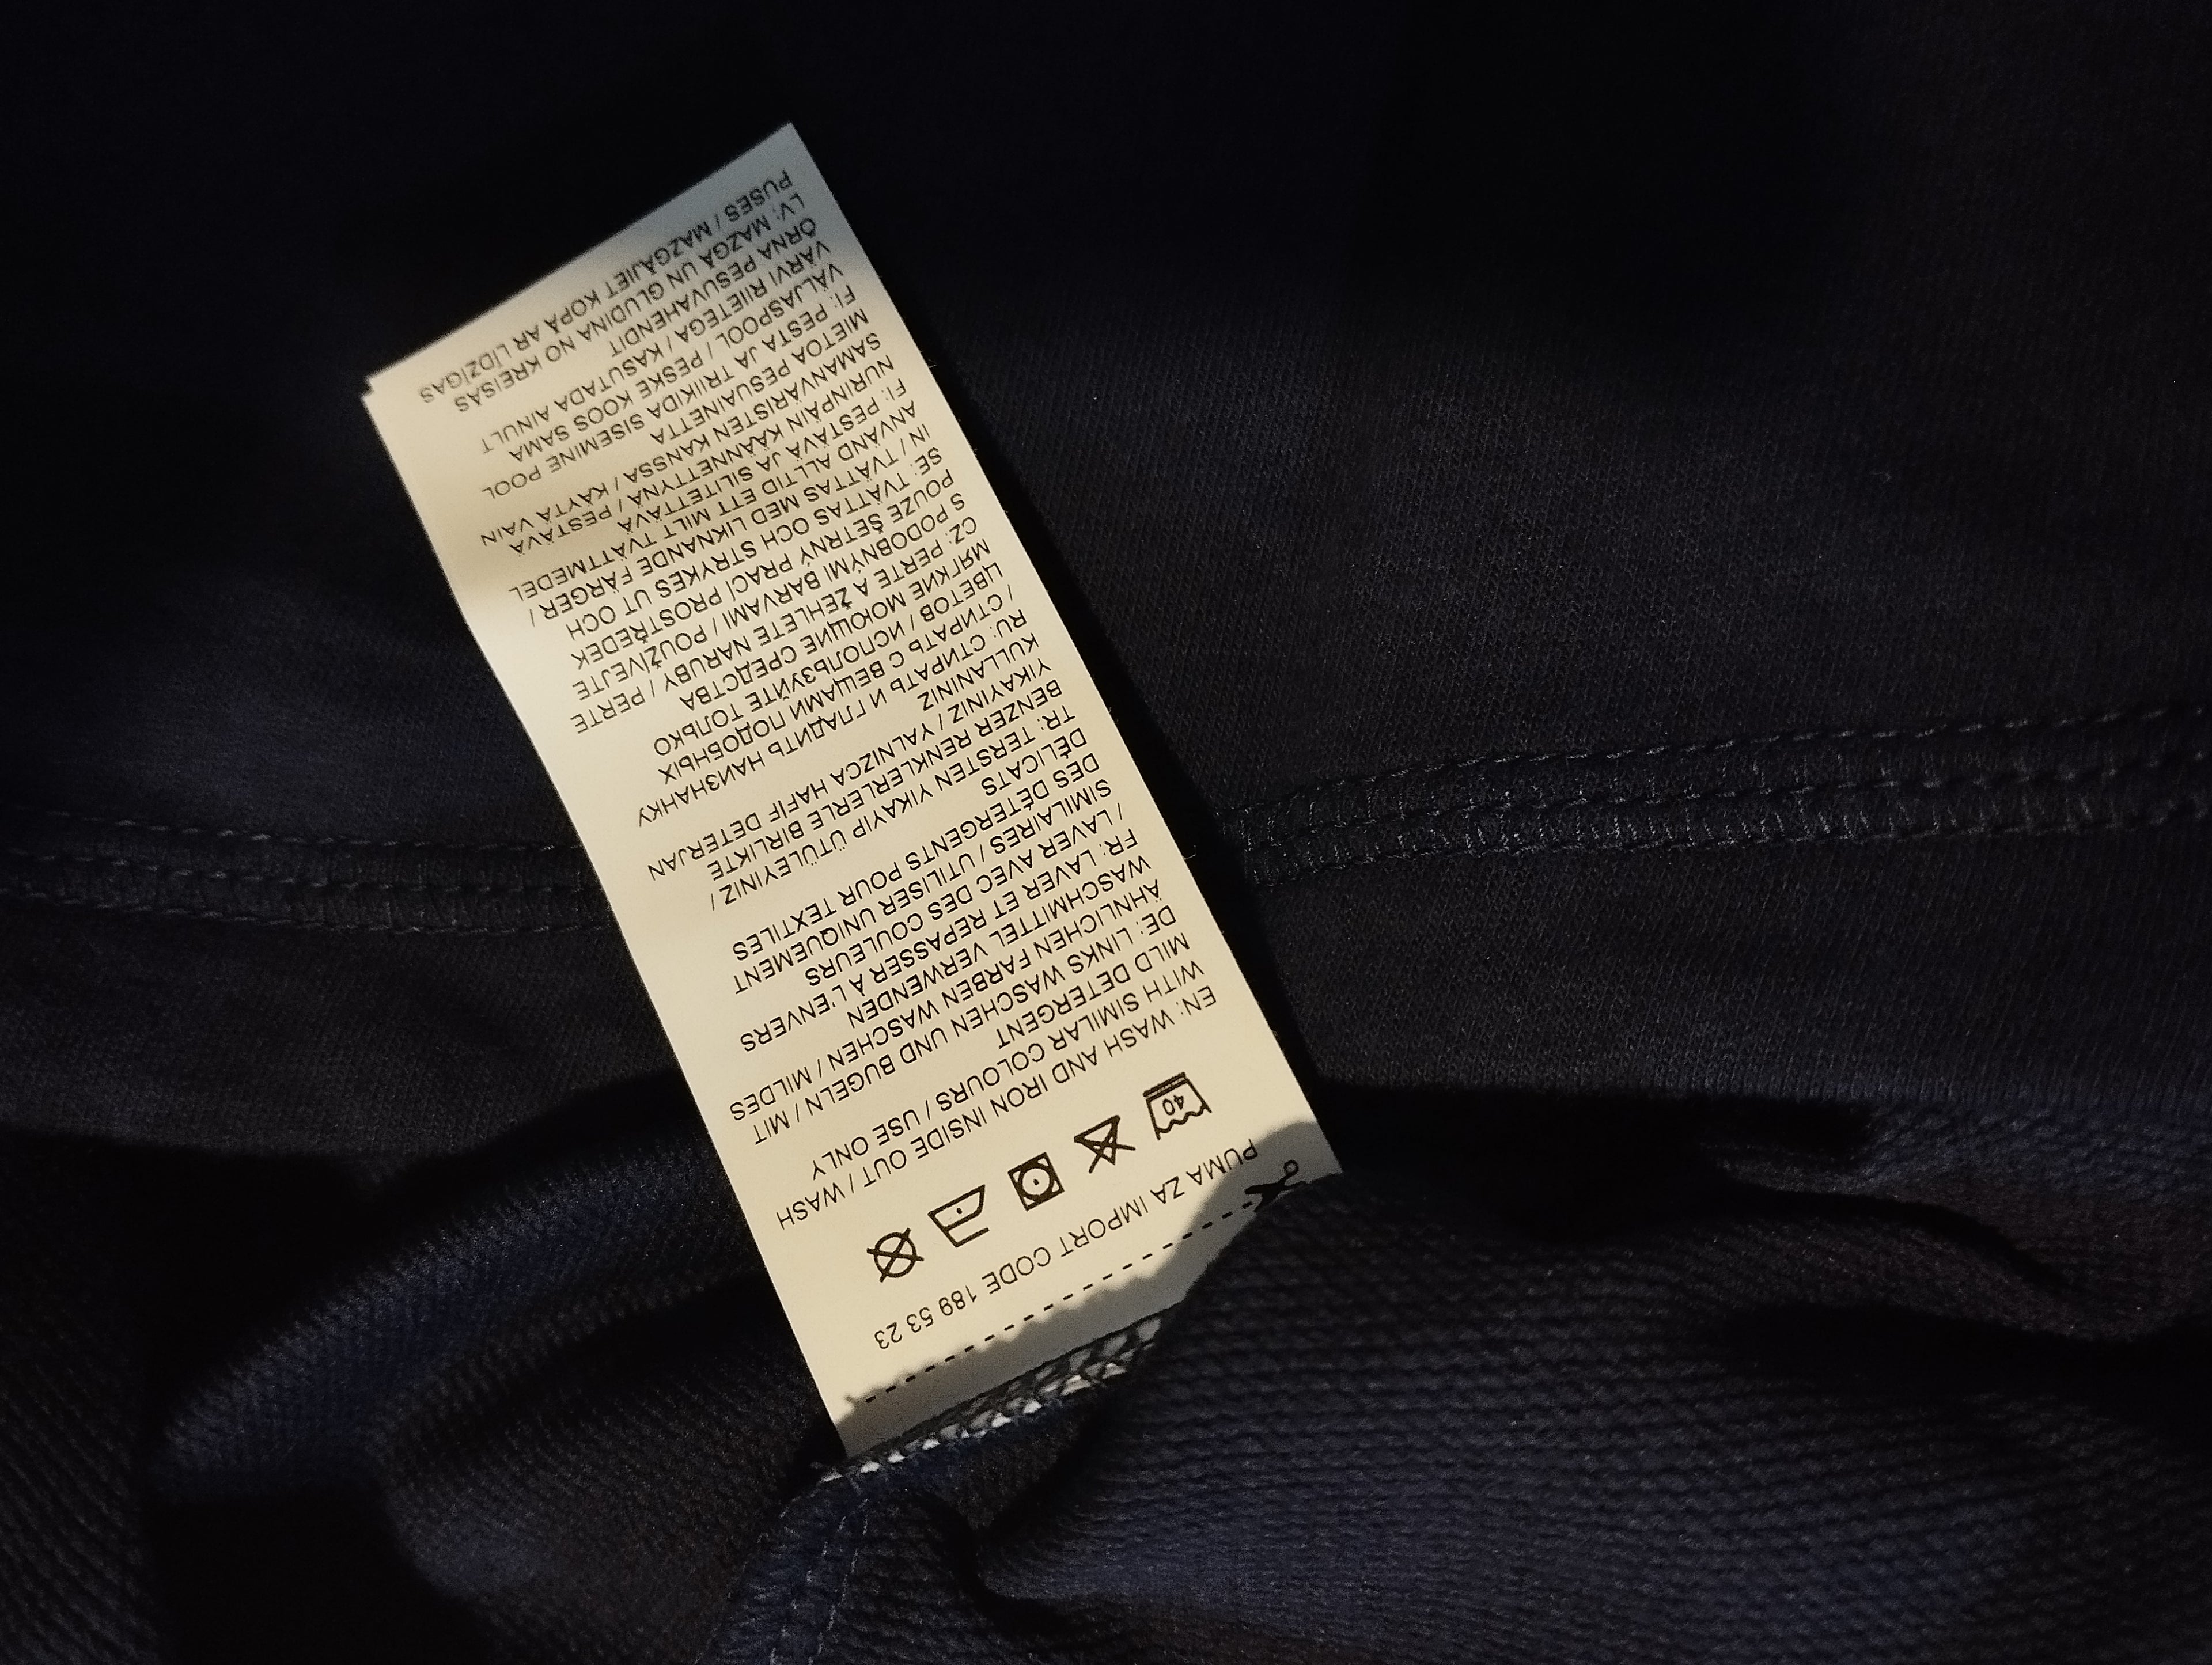 PUMA ZA IMPORT CODE 189 53 23
40
EN: WASH AND IRON INSIDE OUT / WASH
WITH SIMILAR COLOURS / USE ONLY
MILD DETERGENT
DE: LINKS WASCHEN UND BUGELN / MIT
ÄHNLICHEN FARBEN WASCHEN / MILDES
WASCHMITTEL VERWENDEN
FR: LAVER ET REPASSER À L'ENVERS
/ LAVER AVEC DES COULEURS
SIMILAIRES / UTILISER UNIQUEMENT
DES DÉTERGENTS POUR TEXTILES
DÉLICATS
TR: TERSTEN YIKAYIP ÜTÜLEYINIZ /
BENZER RENKLERLERLE BIRLIKTE
YIKAYINIZ / YALNIZCA HAFIF DETERJAN
KULLANINIZ
RU: СТИРАТЬ И ГЛАДИТЬ НАИЗНАНКУ
/ СТИРАТЬ С ВЕЩАМИ ПОДОБНЫХ
ЦВЕТОВ / ИСПОЛЬЗУЙТЕ ТОЛЬКО
МЯГКИЕ МОЮЩИЕ СРЕДСТВА
CZ: PERTE A ŽEHLETE NARUBY / PERTE
S PODOBNÝMI BARVAMI / POUŽÍVEJTE
POUZE ŠETRNÝ PRACÍ PROSTŘEDEK
SE: TVÄTTAS OCH STRYKES UT OCH
IN / TVÄTTAS MED LIKNANDE FÄRGER /
ANVÄND ALLTID ETT MILT TVÄTTMEDEL
FI: PESTÄVÄ JA SILITETTÄVÄ
NURINPÄIN KÄÄNNETTYNÄ / PESTÄVÄ
SAMANVÄRISTEN KANSSA / KÄYTÄ VAIN
MIETOA PESUAINETTA
FI: PESTA JA TRIIKIDA SISEMINE POOL
VÄLJASPOOL / PESKE KOOS SAMA
VÄRVI RIIETEGA / KASUTADA AINULT
ÕRNA PESUVAHENDIT
LV: MAZGĀ UN GLUDINA NO KREISĀS
PUSES / MAZGĀJIET KOPĀ AR LĪDZĪGAS